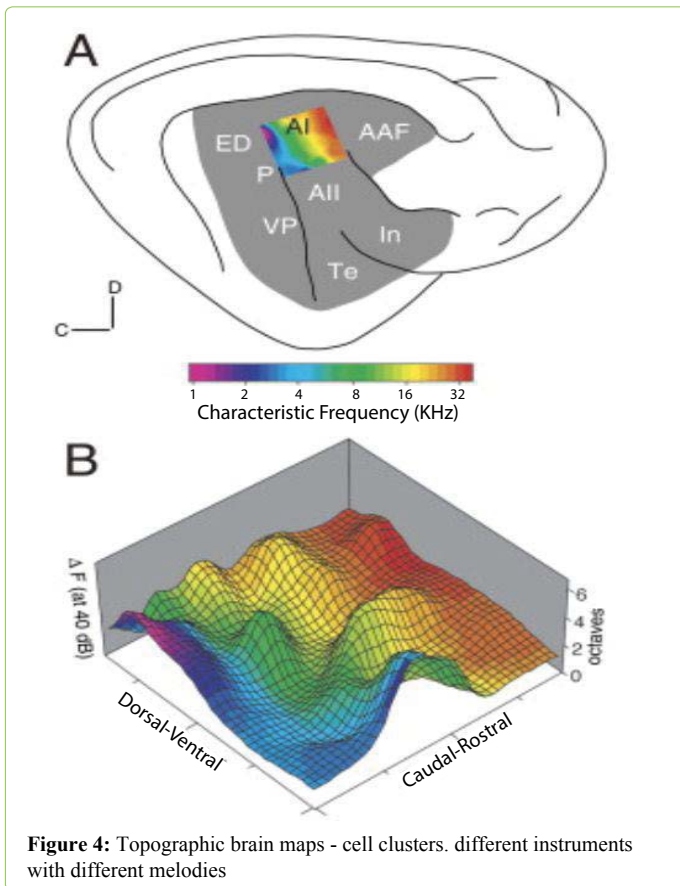 A
ED
AI
AAF
P
AII
VP
In
Te
D
C
1 2 4 8 16 32
Characteristic Frequency (KHz)
B
Δ F (at 40 dB)
6
4
2
0
octaves
Dorsal-Ventral
Caudal-Rostral
Figure 4: Topographic brain maps - cell clusters. different instruments
with different melodies